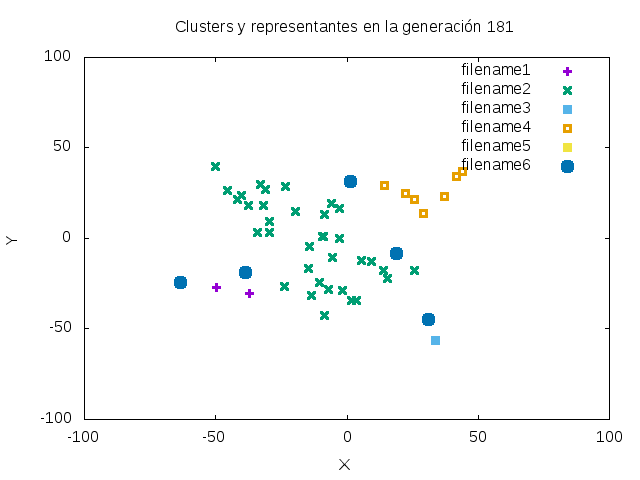 Clusters y representantes en la generación 181
100
50
0
-50
-100
-100
-50
0
50
100
Y
X
filename1
filename2
filename3
filename4
filename5
filename6